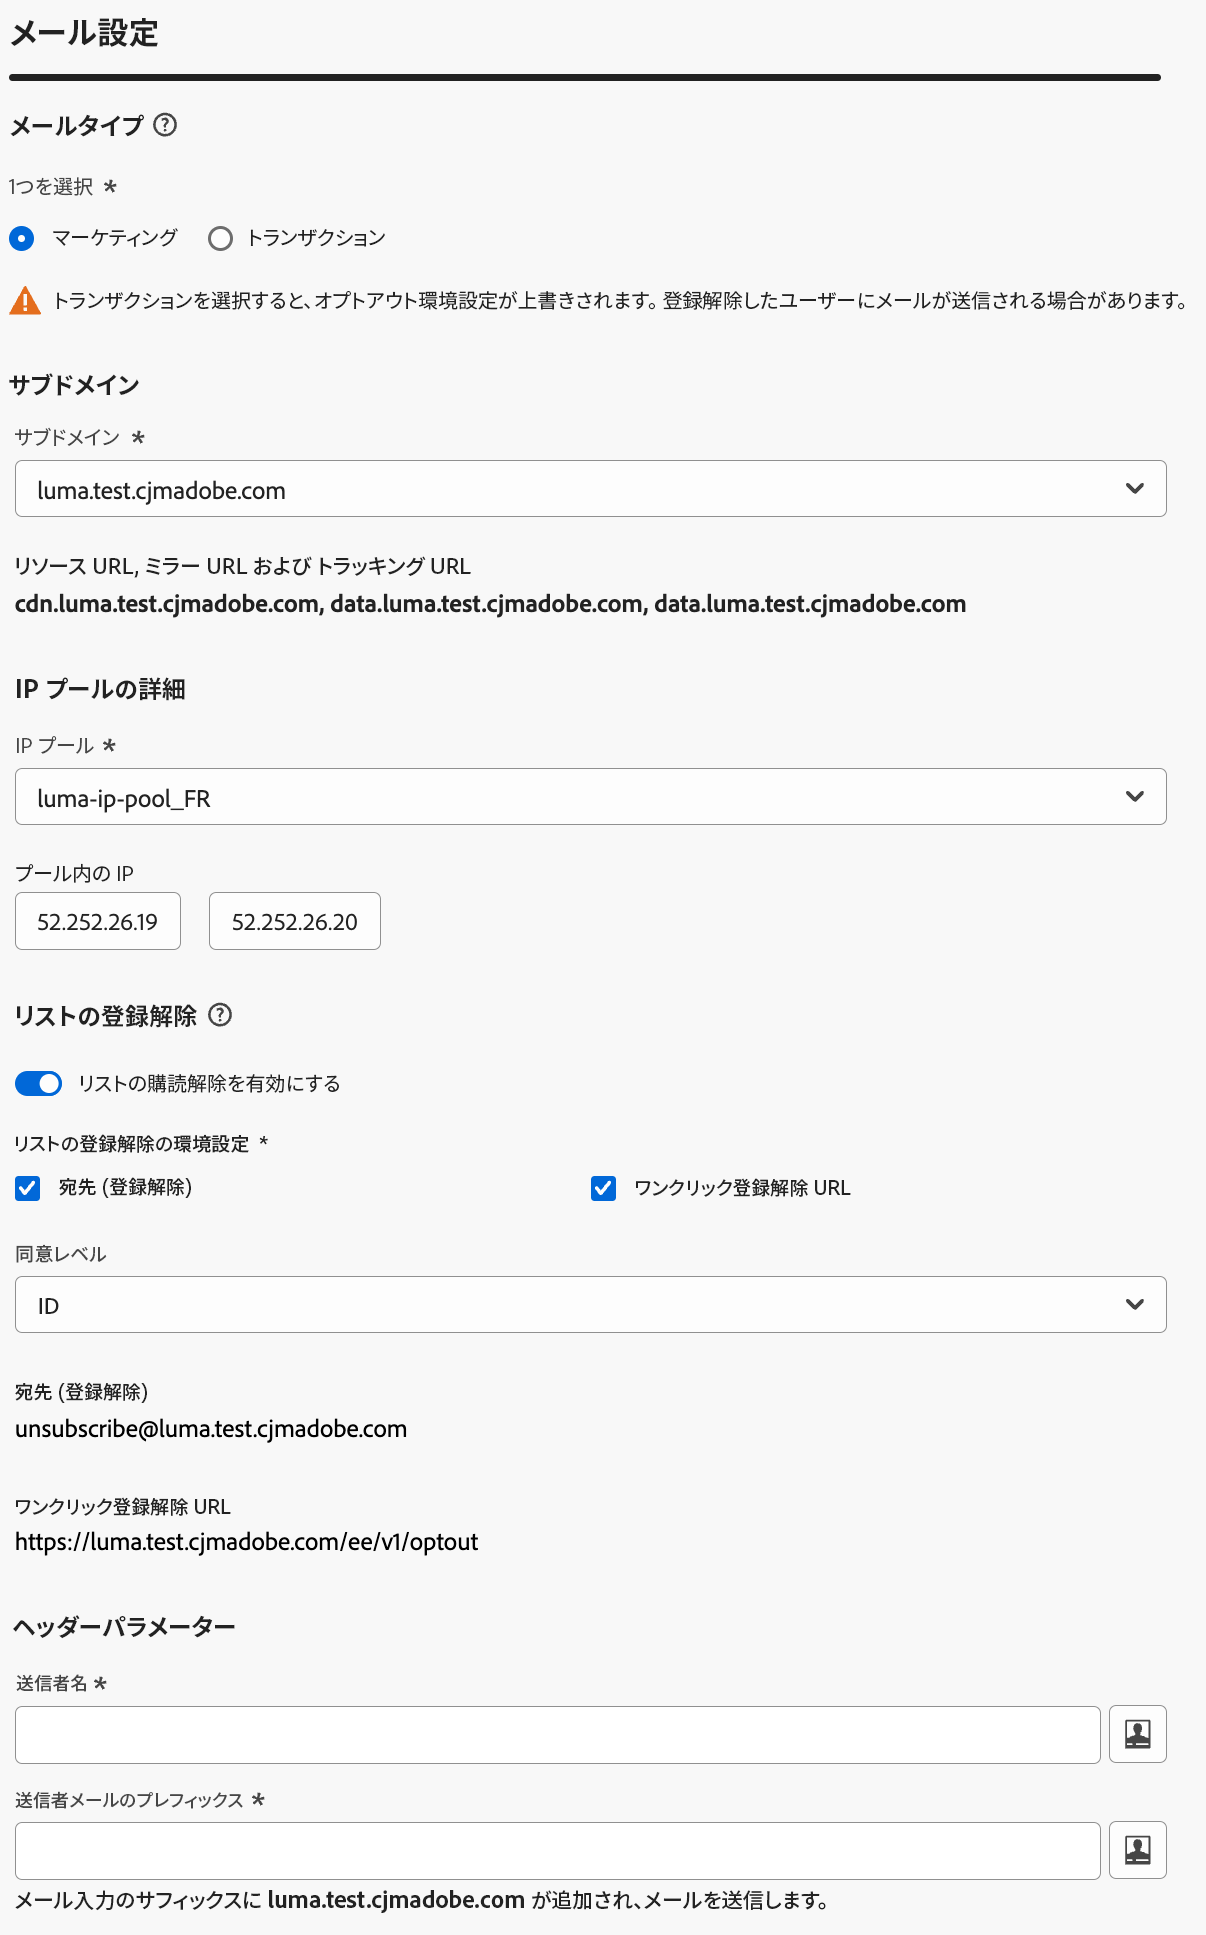 メール設定
メールタイプ
1つを選択 *
マーケティング トランザクション
トランザクションを選択すると、オプトアウト環境設定が上書きされます。登録解除したユーザーにメールが送信される場合があります。
サブドメイン
サブドメイン *
luma.test.cjmadobe.com
リソース URL, ミラー URL および トラッキング URL
cdn.luma.test.cjmadobe.com, data.luma.test.cjmadobe.com, data.luma.test.cjmadobe.com
IP プールの詳細
IP プール *
luma-ip-pool_FR
プール内の IP
52.252.26.19 52.252.26.20
リストの登録解除
リストの購読解除を有効にする
リストの登録解除の環境設定 *
宛先 (登録解除) ワンクリック登録解除 URL
同意レベル
ID
宛先 (登録解除)
unsubscribe@luma.test.cjmadobe.com
ワンクリック登録解除 URL
https://luma.test.cjmadobe.com/ee/v1/optout
ヘッダーパラメーター
送信者名 *
送信者メールのプレフィックス *
メール入力のサフィックスに luma.test.cjmadobe.com が追加され、メールを送信します。